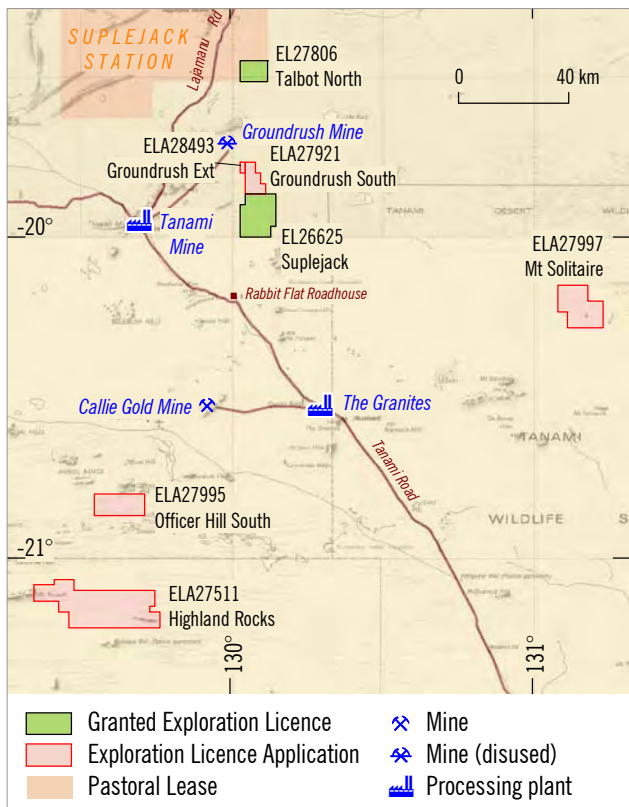 SUPLEJACK
STATION
Lajamanu Rd
EL27806
Talbot North
0 40 km
Groundrush Mine
ELA28493
Groundrush Ext
ELA27921
Groundrush South
TANAMI DESERT
-20°
Tanami
Mine
EL26625
Suplejack
ELA27997
Mt Solitaire
Rabbit Flat Roadhouse
Callie Gold Mine
The Granites
TANAMI
Tanami Road
ELA27995
Officer Hill South
WILDLIFE S
-21°
ELA27511
Highland Rocks
130°
131°
Granted Exploration Licence
Mine
Exploration Licence Application
Mine (disused)
Pastoral Lease
Processing plant